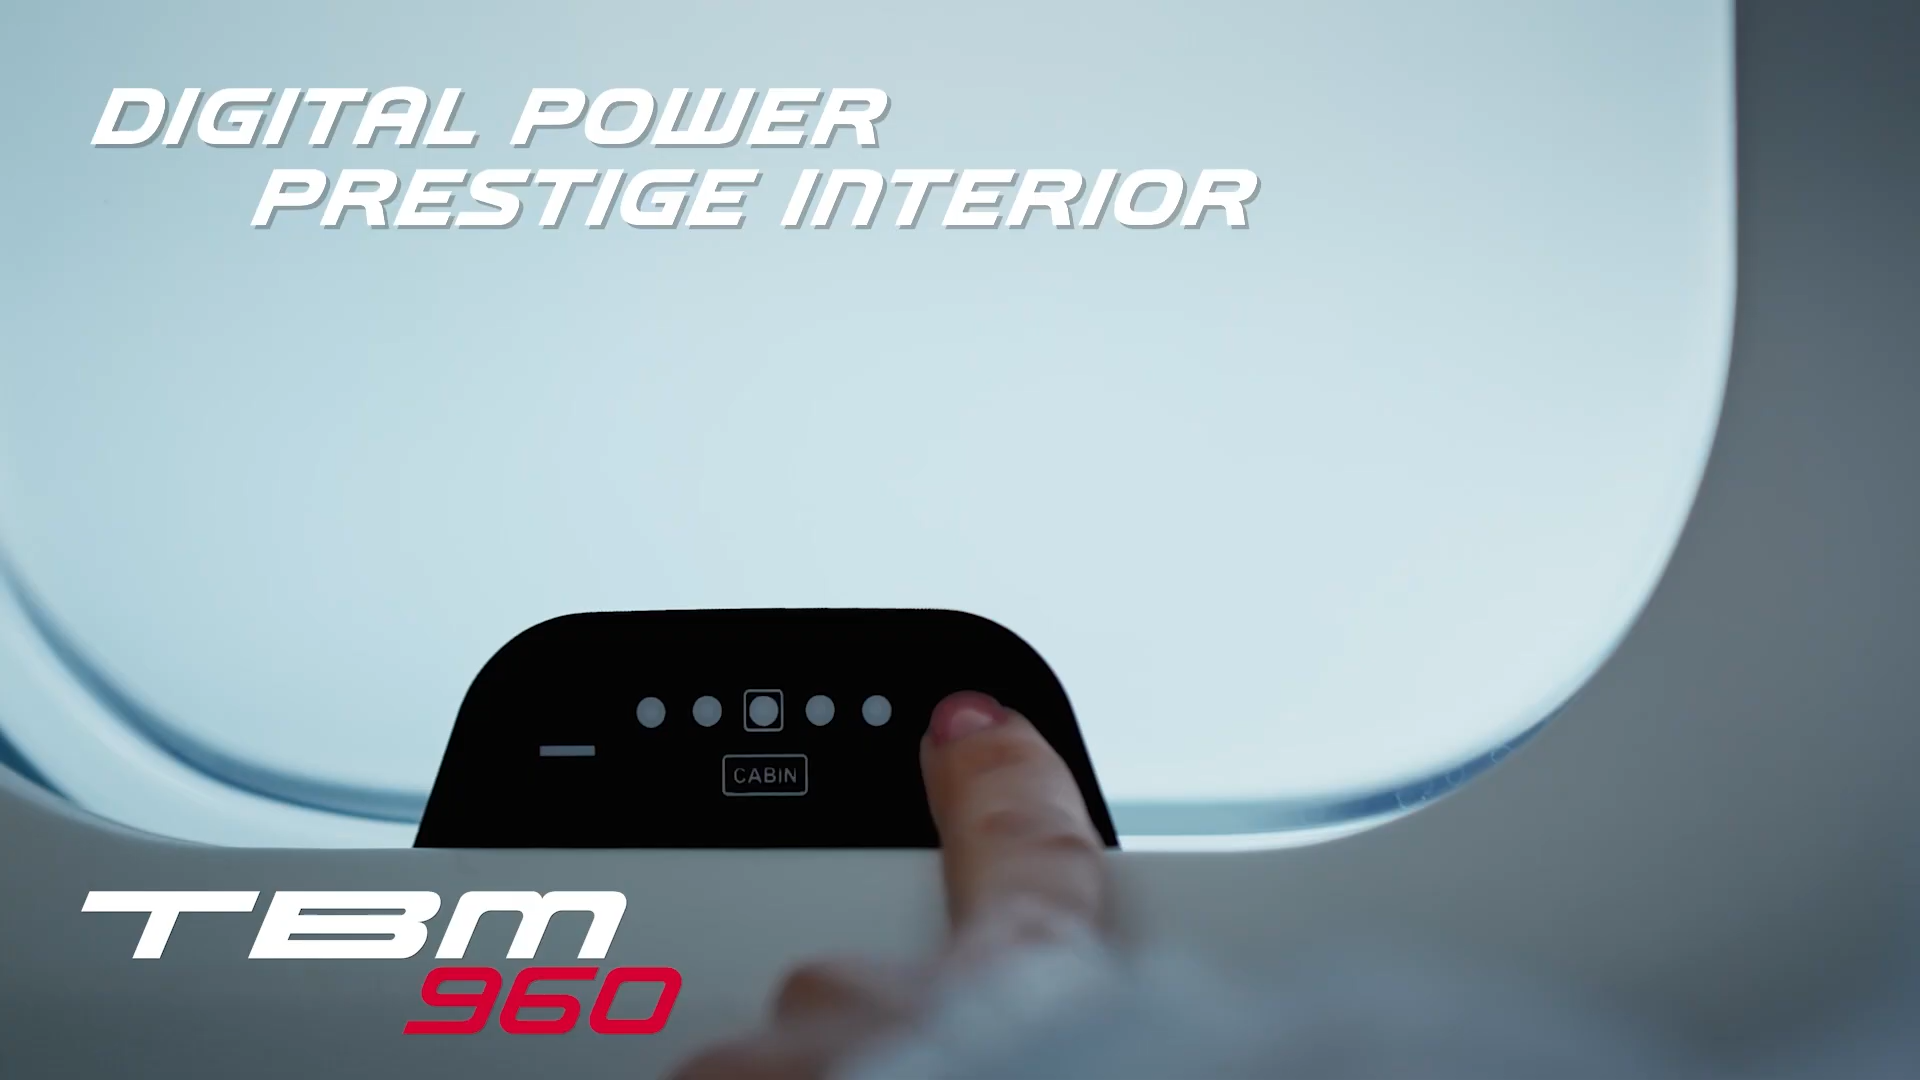 DIGITAL POWER
PRESTIGE INTERIOR
CABIN
TBM
960